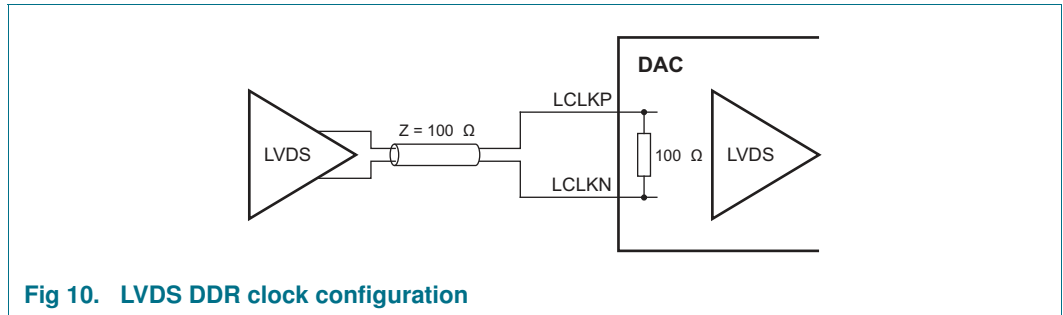 DAC
LCLKP
Z = 100 Ω
LVDS
100 Ω
LVDS
LCLKN
Fig 10. LVDS DDR clock configuration